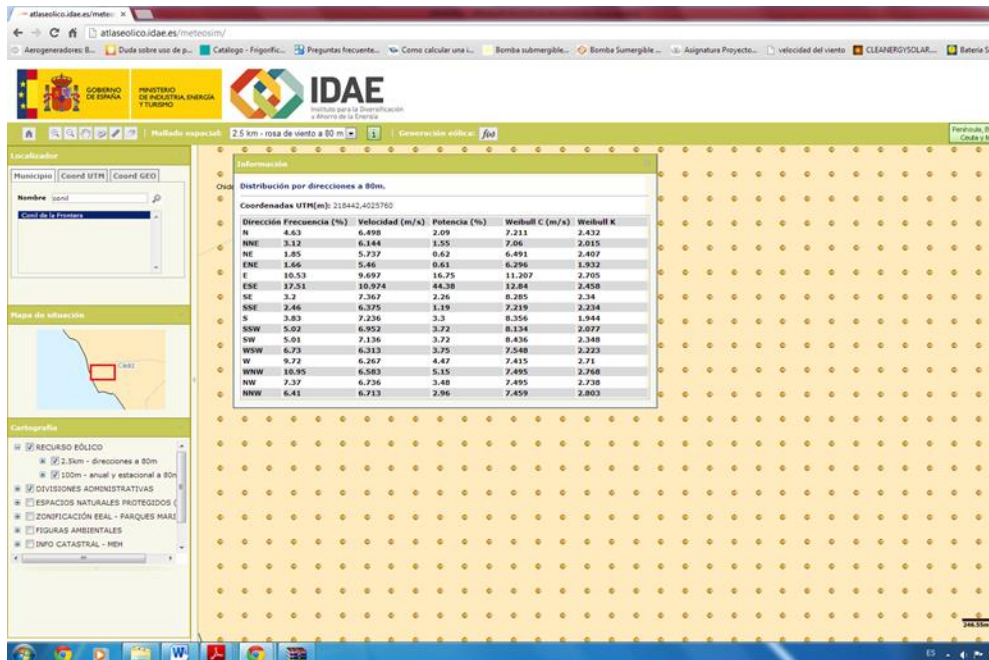 atlaseolico.idae.es/meteo
atlaseolico.idae.es/meteosim/
Aerogeneradores: B... Duda sobre uso de p... Catálogo - Frigorífic... Preguntas frecuente... Como calcular una i... Bomba submergible... Bomba Sumergible ... Asignatura Proyecto... velocidad del viento CLEANERGYSOLAR.... Bateria S
GOBIERNO DE ESPAÑA
MINISTERIO DE INDUSTRIA, ENERGÍA Y TURISMO
IDAE
Instituto para la Diversificación y Ahorro de la Energía
Mallado espacial: 2.5 km - rosa de viento a 80 m i Generación eólica: f(v)
Península, B
Ceuta y M
Localizador
Municipio Coord UTM Coord GEO
Nombre conil
Conil de la Frontera
Mapa de situación
Cádiz
Cartografía
RECURSO EÓLICO
2.5km - direcciones a 80m
100m - anual y estacional a 80m
DIVISIONES ADMINISTRATIVAS
ESPACIOS NATURALES PROTEGIDOS (
ZONIFICACIÓN EEAL - PARQUES MARI
FIGURAS AMBIENTALES
INFO CATASTRAL - MEH
Información
Distribución por direcciones a 80m.
Coordenadas UTM(m): 218442,4025760
Dirección Frecuencia (%) Velocidad (m/s) Potencia (%) Weibull C (m/s) Weibull K
N 4.63 6.498 2.09 7.211 2.432
NNE 3.12 6.144 1.55 7.06 2.015
NE 1.85 5.737 0.62 6.491 2.407
ENE 1.66 5.46 0.61 6.296 1.932
E 10.53 9.697 16.75 11.207 2.705
ESE 17.51 10.974 44.38 12.84 2.458
SE 3.2 7.367 2.26 8.285 2.34
SSE 2.46 6.375 1.19 7.219 2.234
S 3.83 7.236 3.3 8.356 1.944
SSW 5.02 6.952 3.72 8.134 2.077
SW 5.01 7.136 3.72 8.436 2.348
WSW 6.73 6.313 3.75 7.548 2.223
W 9.72 6.267 4.47 7.415 2.71
WNW 10.95 6.583 5.15 7.495 2.768
NW 7.37 6.736 3.48 7.495 2.738
NNW 6.41 6.713 2.96 7.459 2.803
246.55m
ES